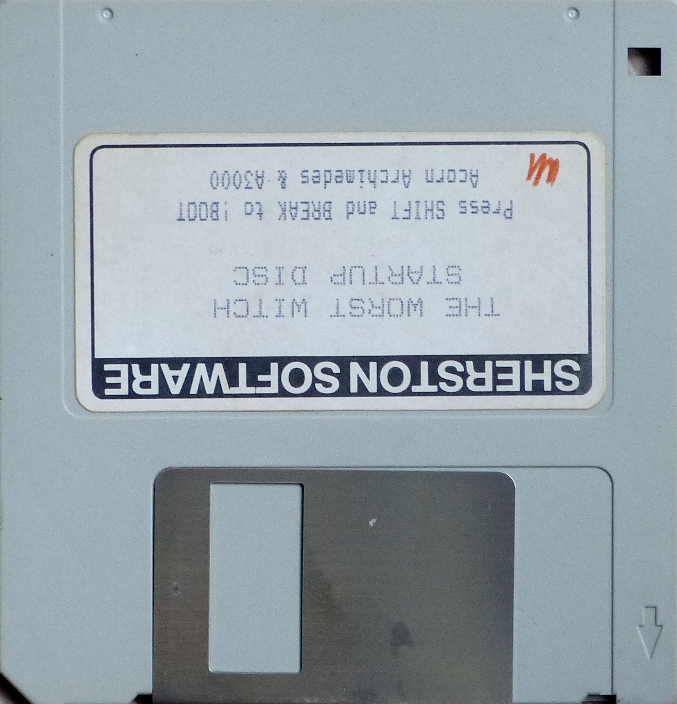 SHERSTON SOFTWARE
THE WORST WITCH
STARTUP DISC
Press SHIFT and BREAK to !BOOT
Acorn Archimedes & A3000